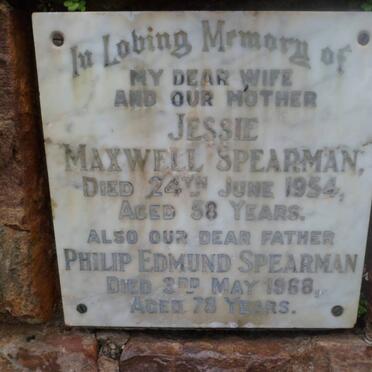 In Loving Memory of
MY DEAR WIFE
AND OUR MOTHER
JESSIE
MAXWELL SPEARMAN,
DIED 24TH JUNE 1954,
AGED 58 YEARS.
ALSO OUR DEAR FATHER
PHILIP EDMUND SPEARMAN
DIED 2ND MAY 1968,
AGED 78 YEARS.